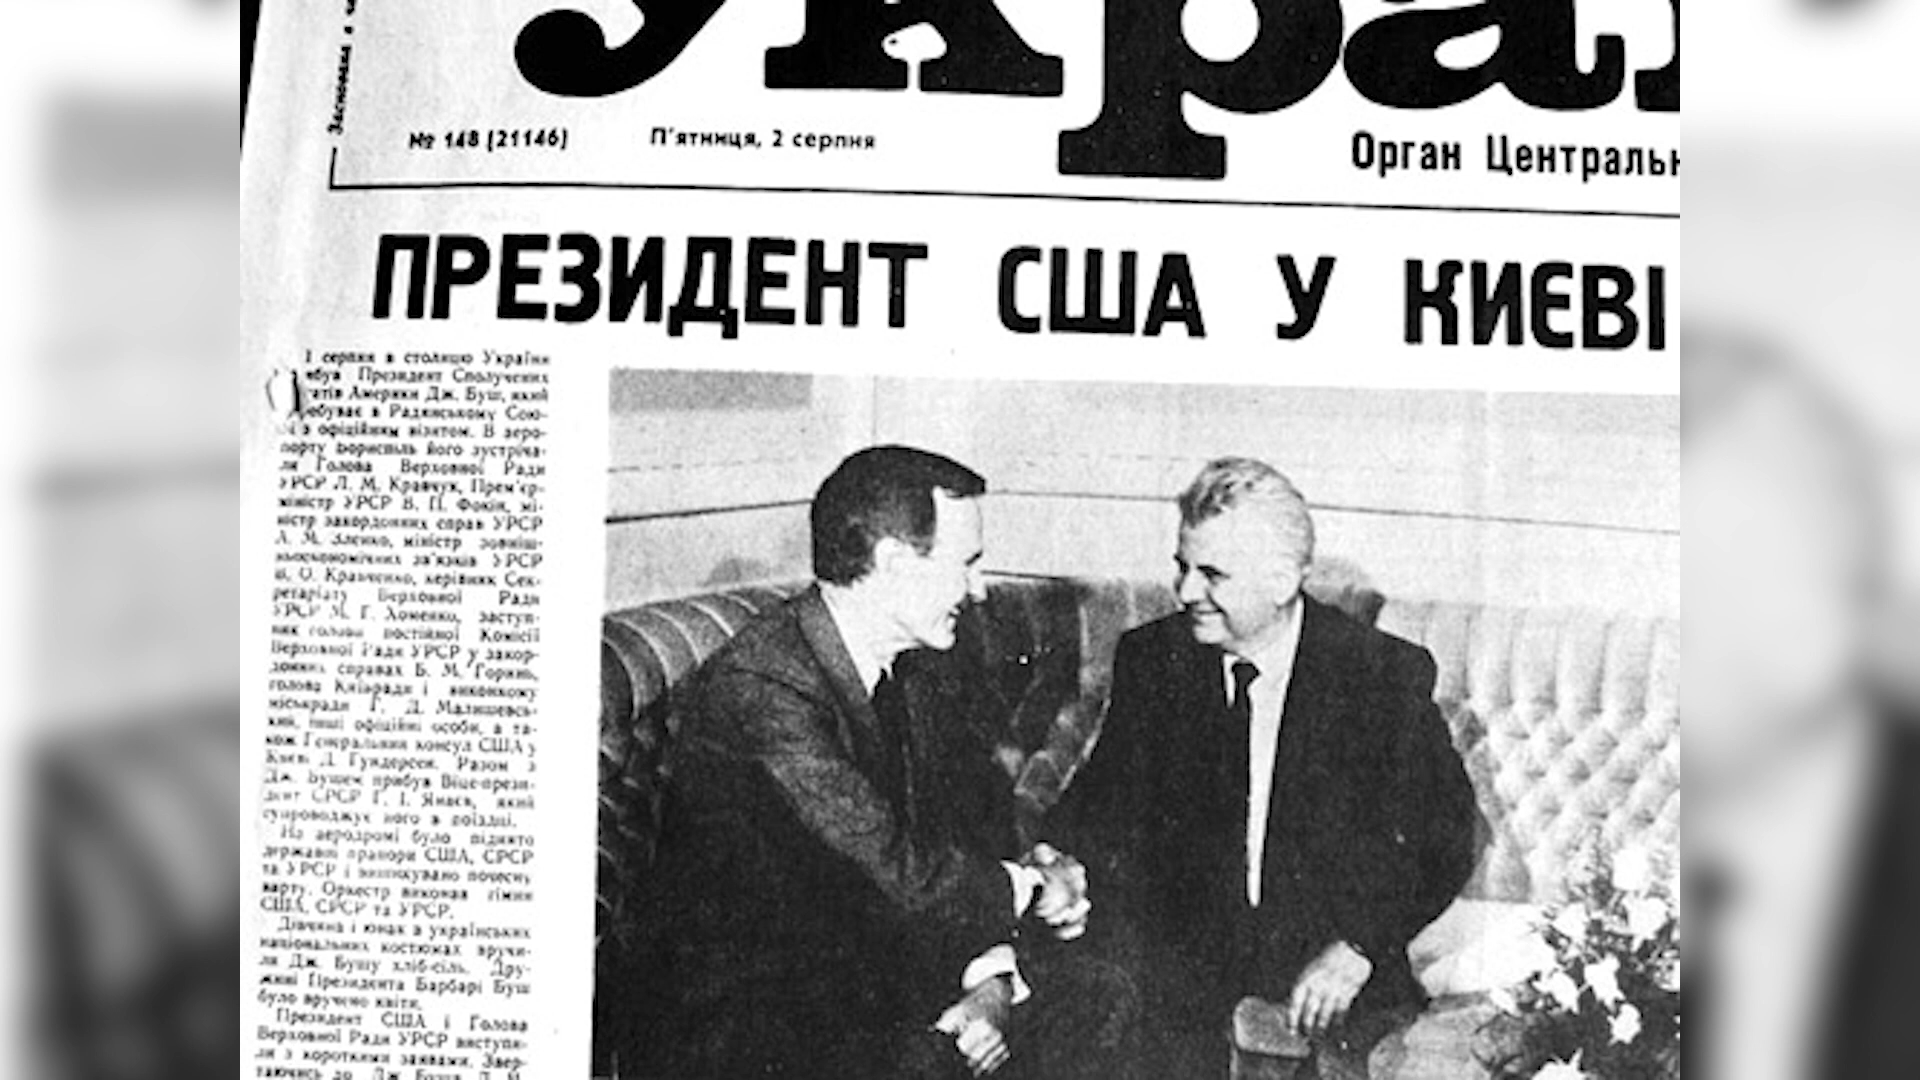 Украї
Заснована в
№ 148 (21146)
П'ятниця, 2 серпня
Орган Централь
ПРЕЗИДЕНТ США У КИЄВІ
1 серпня в столицю України
Президент Сполучених
Америки Дж. Буш, який
в Радянському Сою-
з офіційним візитом. В аеро-
порту Бориспіль його зустріча-
ли Голова Верховної Ради
УРСР Л. М. Кравчук, Прем'єр-
міністр УРСР В. П. Фокін, мі-
ністр закордонних справ УРСР
А. М. Зленко, міністр зовніш-
ньоекономічних зв'язків УРСР
В. О. Кравченко, керівник Сек-
ретаріату Верховної Ради
УРСР М. Г. Хоменко, заступ-
ник голови постійної Комісії
Верховної Ради УРСР у закор-
донних справах Б. М. Горинь,
голова Київради і виконкому
міськради Г. Д. Малишевсь-
кий, інші офіційні особи, а та-
кож Генеральний консул США у
Києві Д. Гундерсен. Разом з
Дж. Бушем прибув Віце-прези-
дент СРСР Г. І. Янаєв, який
супроводжує його в поїздці.
На аеродромі було піднято
державні прапори США, СРСР
та УРСР і вишикувано почесну
варту. Оркестр виконав гімни
США, СРСР та УРСР.
Дівчина і юнак в українських
національних костюмах вручи-
ли Дж. Бушу хліб-сіль. Дру-
жині Президента Барбарі Буш
було вручено квіти.
Президент США і Голова
Верховної Ради УРСР виступи-
ли з короткими заявами. Звер-
таючись до Дж. Буша, Л. М.